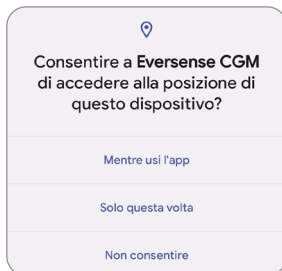 Consentire a Eversense CGM
di accedere alla posizione di
questo dispositivo?
Mentre usi l'app
Solo questa volta
Non consentire